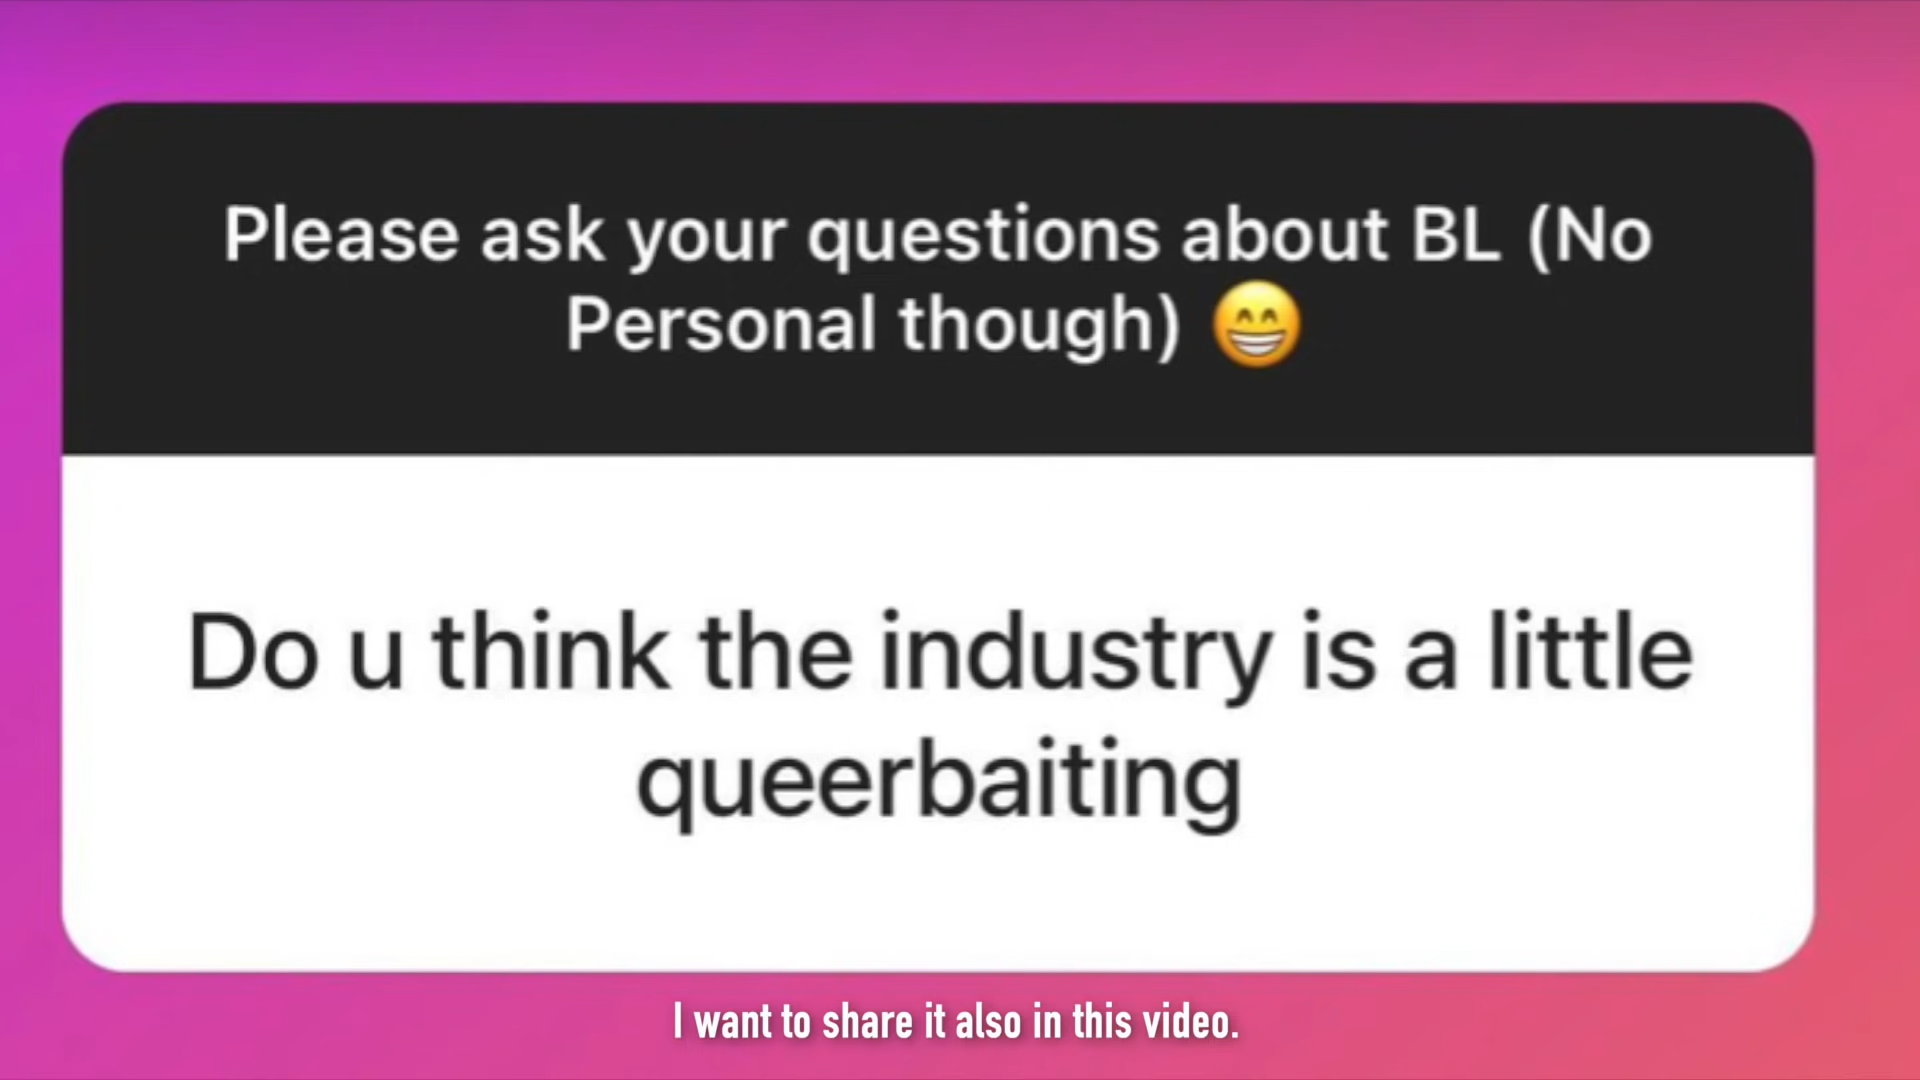 Please ask your questions about BL (No
Personal though) 😁
Do u think the industry is a little
queerbaiting
I want to share it also in this video.